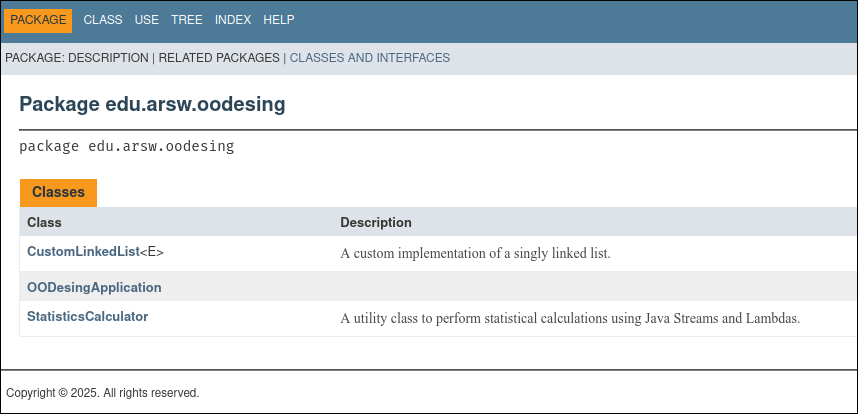 PACKAGE CLASS USE TREE INDEX HELP
PACKAGE: DESCRIPTION | RELATED PACKAGES | CLASSES AND INTERFACES
Package edu.arsw.oodesing
package edu.arsw.oodesing
Classes
Class Description
CustomLinkedList<E> A custom implementation of a singly linked list.
OODesingApplication
StatisticsCalculator A utility class to perform statistical calculations using Java Streams and Lambdas.
Copyright © 2025. All rights reserved.